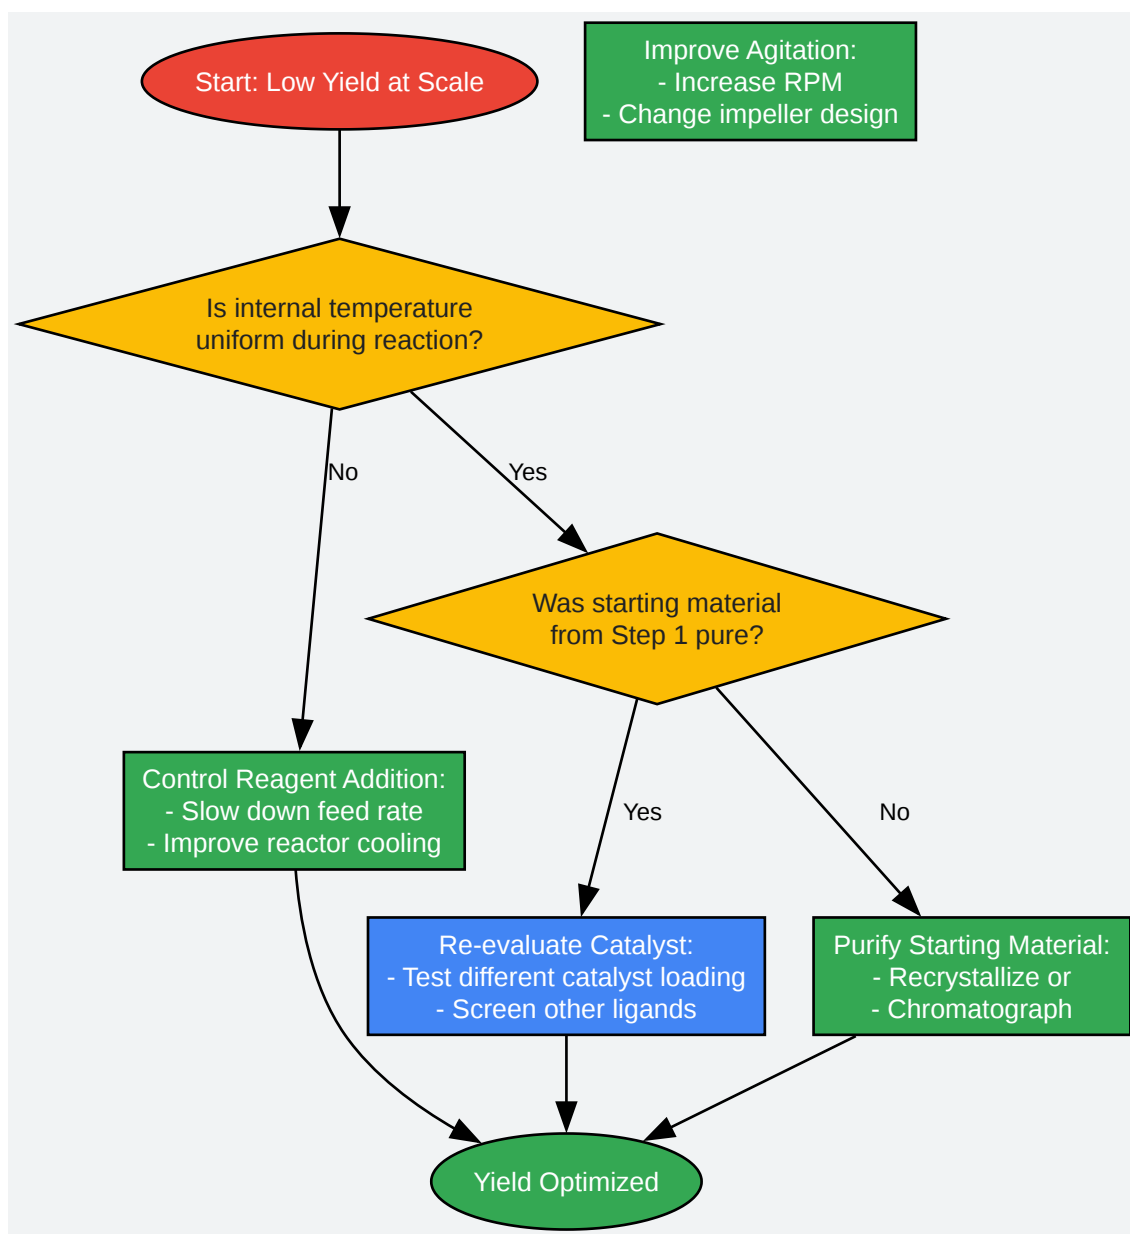 Start: Low Yield at Scale
Improve Agitation:
- Increase RPM
- Change impeller design
Is internal temperature
uniform during reaction?
No
Yes
Was starting material
from Step 1 pure?
Control Reagent Addition:
- Slow down feed rate
- Improve reactor cooling
Yes
No
Re-evaluate Catalyst:
- Test different catalyst loading
- Screen other ligands
Purify Starting Material:
- Recrystallize or
- Chromatograph
Yield Optimized